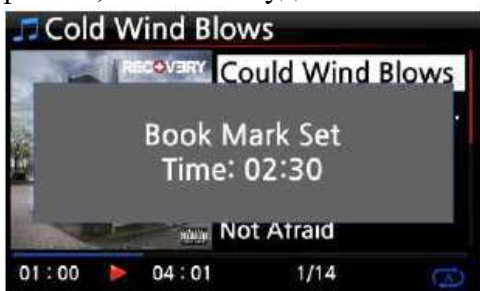 Cold Wind Blows
RECOVERY
Could Wind Blows
Book Mark Set
Time: 02:30
Not Afraid
01:00 04:01 1/14